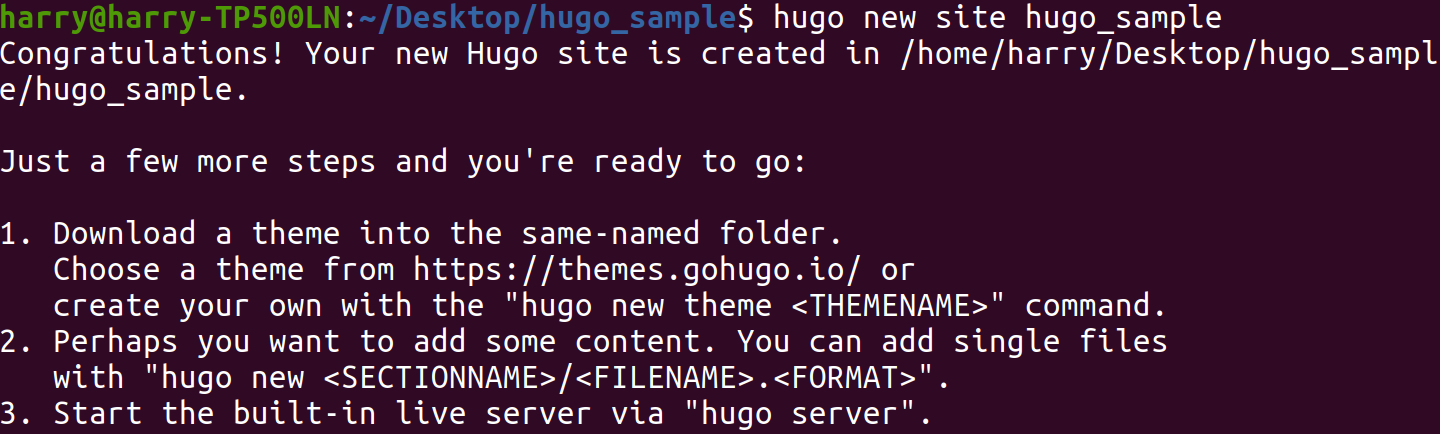 harry@harry-TP500LN:~/Desktop/hugo_sample$ hugo new site hugo_sample
Congratulations! Your new Hugo site is created in /home/harry/Desktop/hugo_sampl
e/hugo_sample.

Just a few more steps and you're ready to go:

1. Download a theme into the same-named folder.
   Choose a theme from https://themes.gohugo.io/ or
   create your own with the "hugo new theme <THEMENAME>" command.
2. Perhaps you want to add some content. You can add single files
   with "hugo new <SECTIONNAME>/<FILENAME>.<FORMAT>".
3. Start the built-in live server via "hugo server".